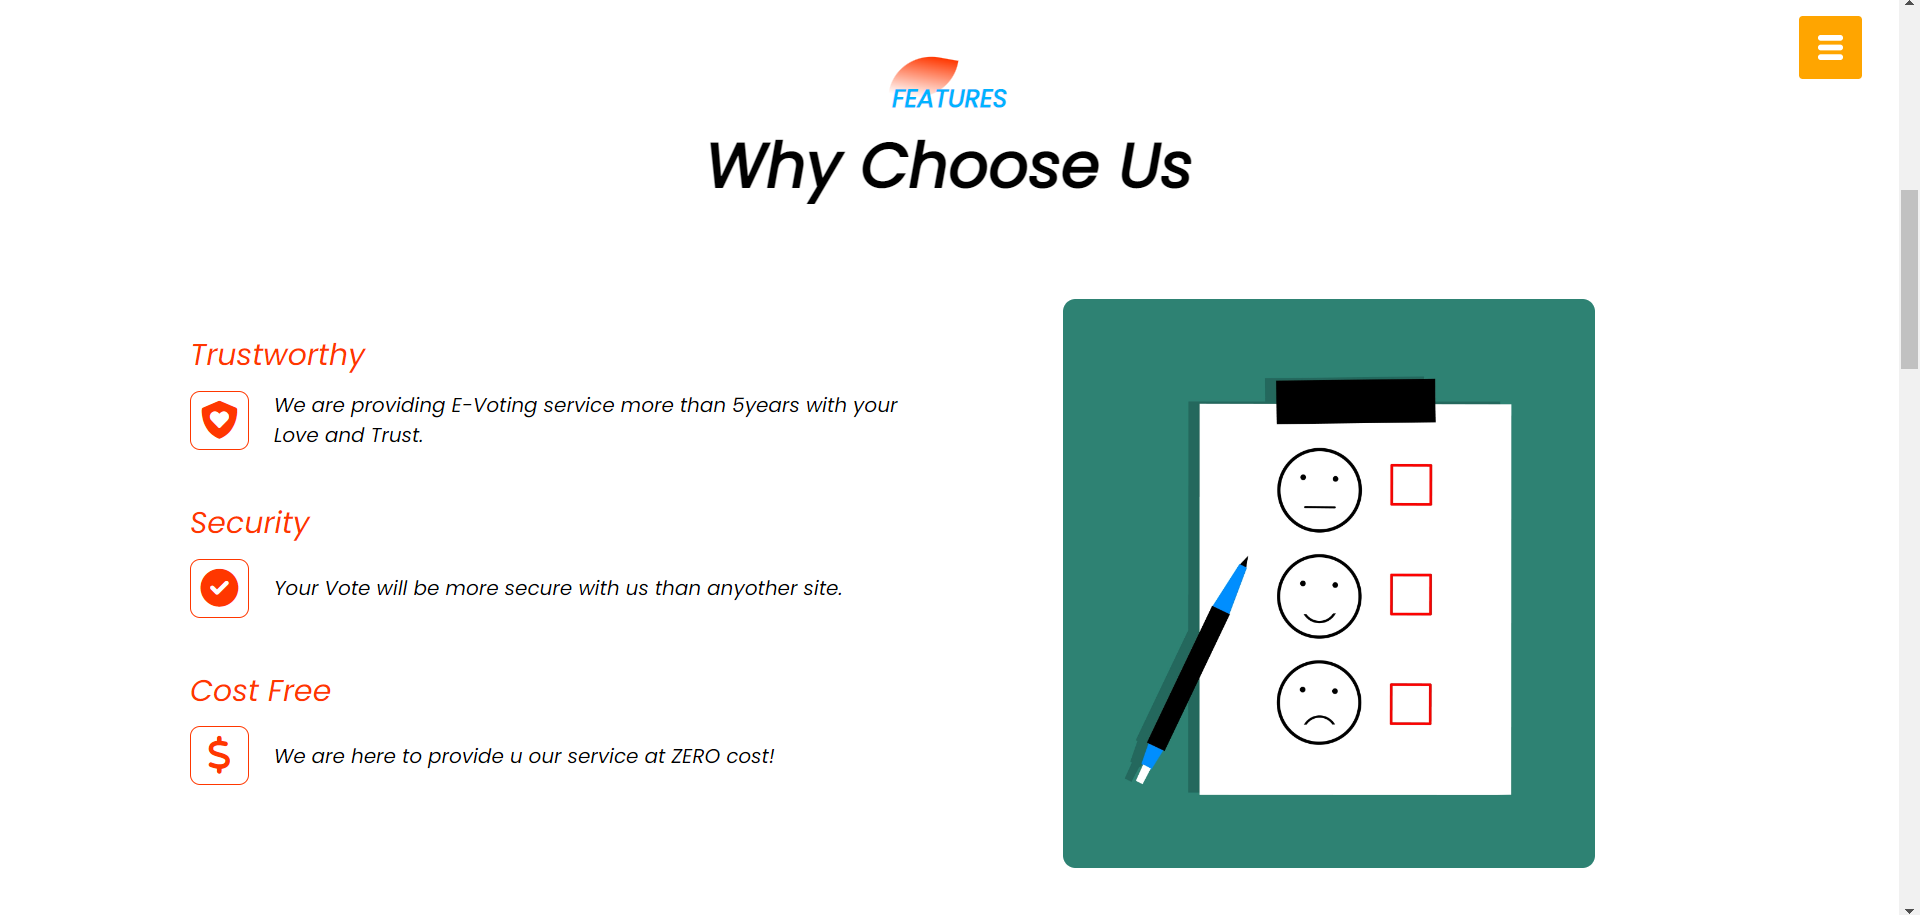 FEATURES
Why Choose Us
Trustworthy
We are providing E-Voting service more than 5years with your
Love and Trust.
Security
Your Vote will be more secure with us than anyother site.
Cost Free
We are here to provide u our service at ZERO cost!